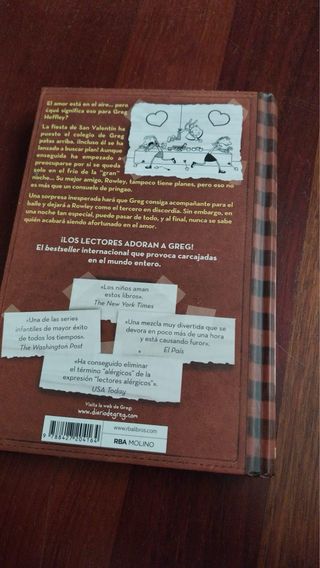 El amor está en el aire... pero
¿qué significa eso para Greg
Heffley?
La fiesta de San Valentín ha
puesto el colegio de Greg
patas arriba. ¡Incluso él se ha
lanzado a buscar plan! Aunque
enseguida ha empezado a
preocuparse por si se queda
solo en el frío de la "gran"
noche... Su mejor amigo, Rowley, tampoco tiene planes, pero eso no
es más que un consuelo de pringao.
Una sorpresa inesperada hará que Greg consiga acompañante para el
baile y dejará a Rowley como el tercero en discordia. Sin embargo, en
una noche tan especial, puede pasar de todo, y al final, nunca se sabe
quién acabará siendo afortunado en el amor.
¡LOS LECTORES ADORAN A GREG!
El bestseller internacional que provoca carcajadas
en el mundo entero.
«Los niños aman
estos libros».
The New York Times
«Una de las series
infantiles de mayor éxito
de todos los tiempos».
The Washington Post
«Una mezcla muy divertida que se
devora en poco más de una hora
y está causando furor».
El País
«Ha conseguido eliminar
el término "alérgicos" de la
expresión "lectores alérgicos"».
USA Today
Visita la web de Greg:
www.diariodegreg.com
www.rbalibros.com
RBA MOLINO
9 788427 204164